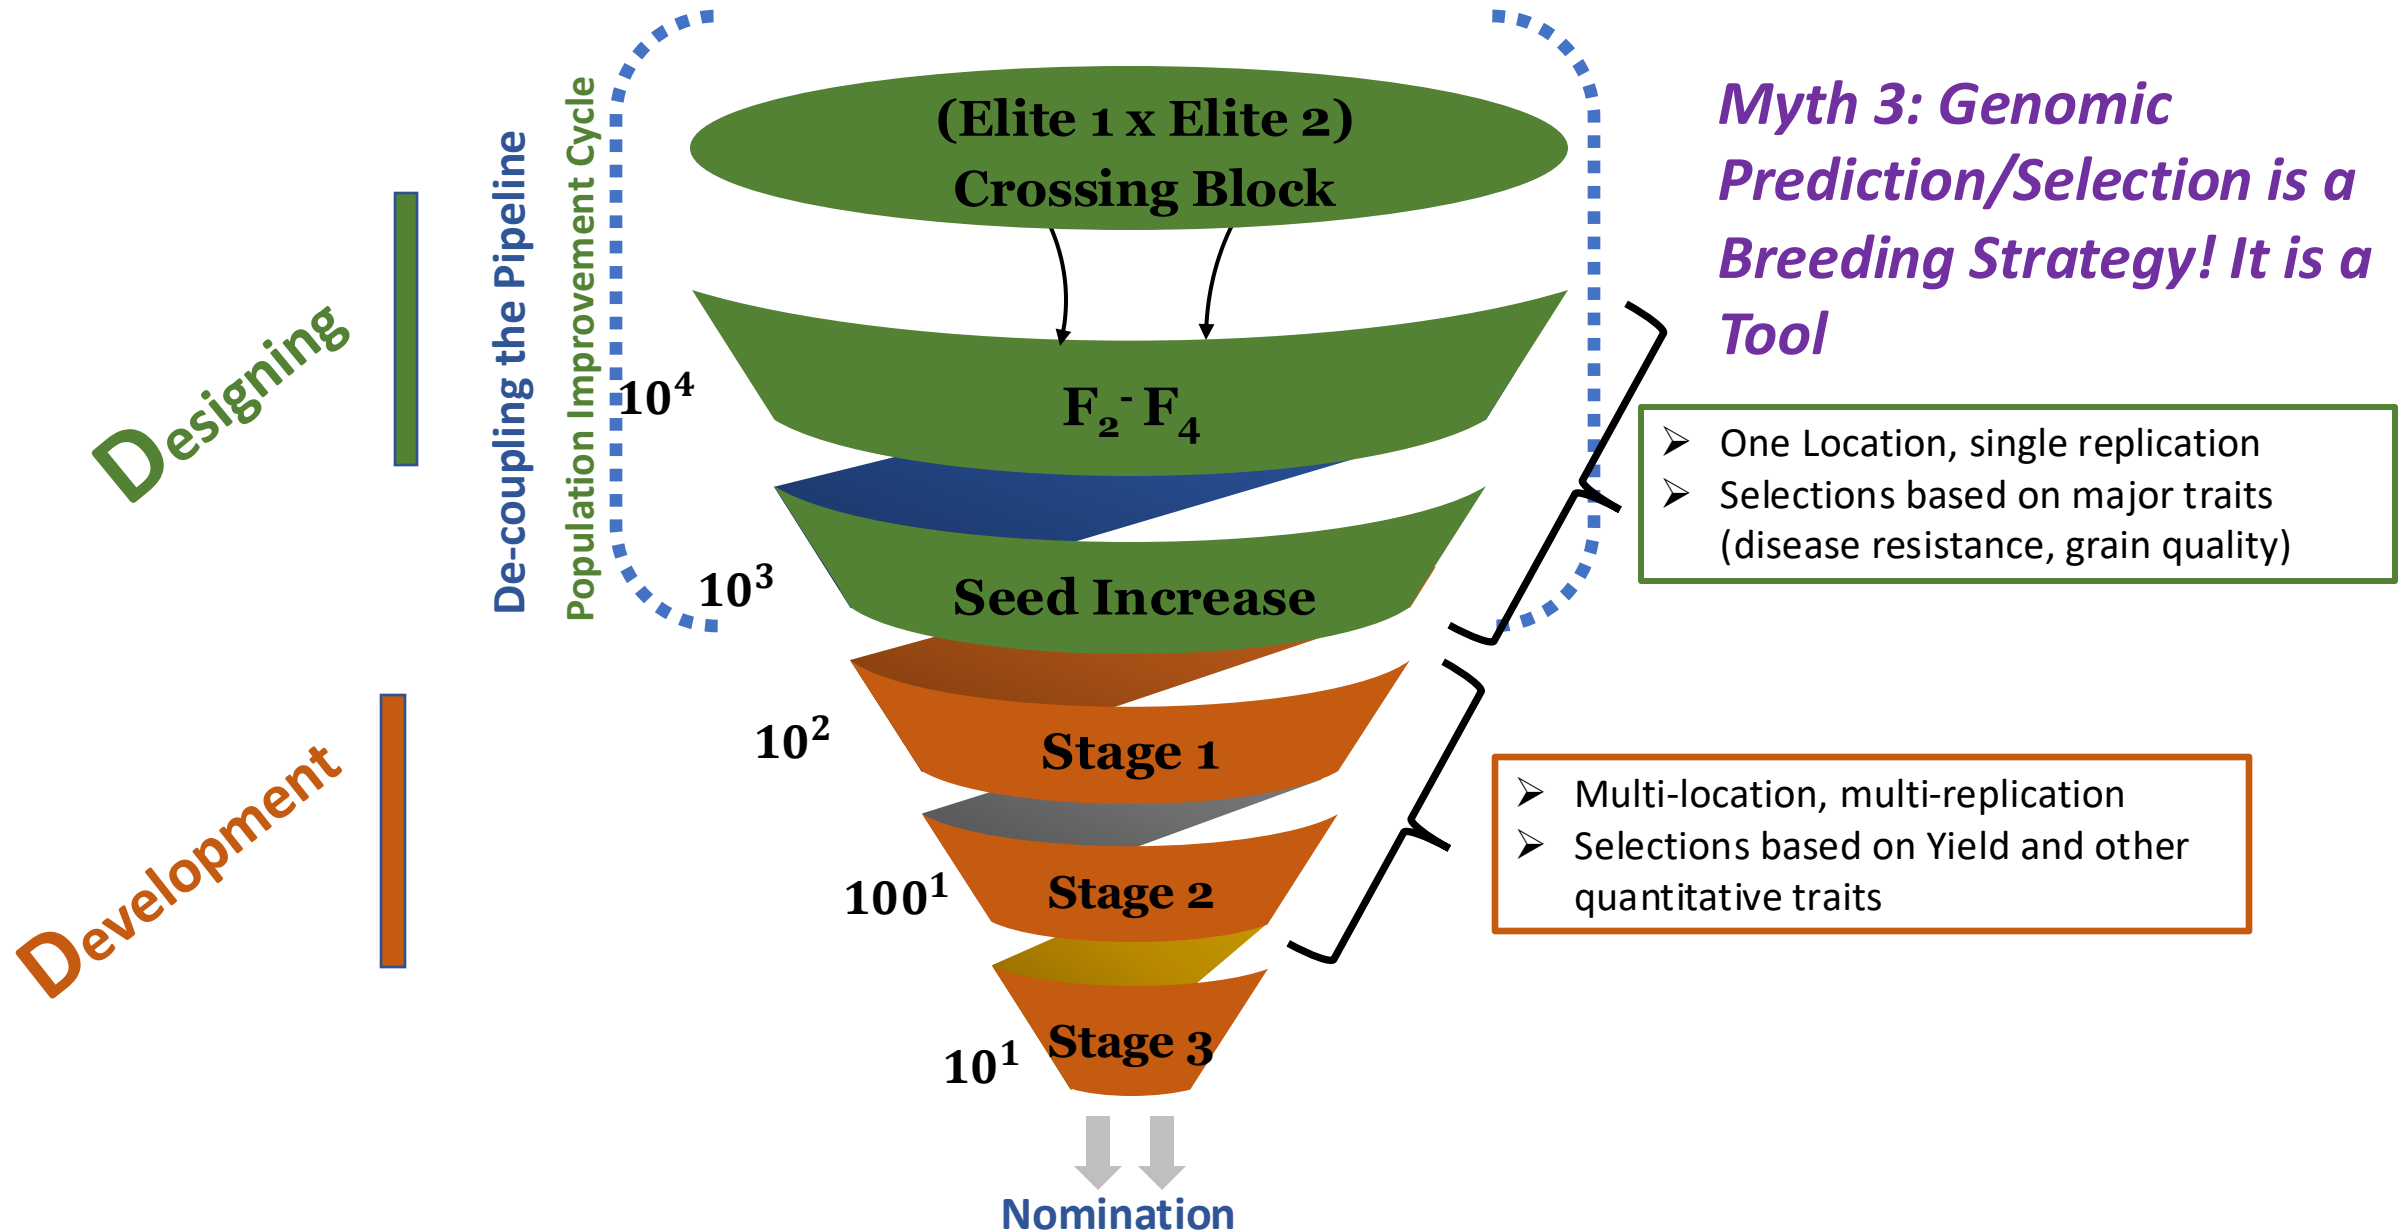 (Elite 1 x Elite 2)
Crossing Block
Myth 3: Genomic
Prediction/Selection is a
Breeding Strategy! It is a
Tool
Designing
De-coupling the Pipeline
Population Improvement Cycle
10⁴
F₂- F₄
➢ One Location, single replication
➢ Selections based on major traits
(disease resistance, grain quality)
10³
Seed Increase
Development
10²
Stage 1
➢ Multi-location, multi-replication
➢ Selections based on Yield and other
quantitative traits
100¹
Stage 2
10¹
Stage 3
Nomination